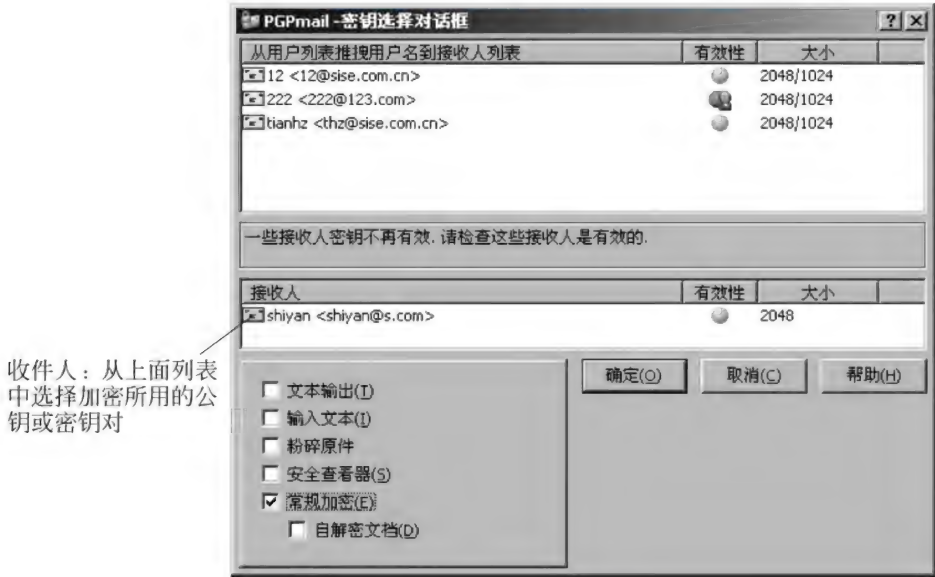 PGPmail -密钥选择对话框
从用户列表推拽用户名到接收人列表 有效性 大小
12 <12@sise.com.cn> 2048/1024
222 <222@123.com> 2048/1024
tianhz <thz@sise.com.cn> 2048/1024
一些接收人密钥不再有效. 请检查这些接收人是有效的.
接收人 有效性 大小
shiyan <shiyan@s.com> 2048
收件人：从上面列表
中选择加密所用的公
钥或密钥对
确定(O) 取消(C) 帮助(H)
文本输出(T)
输入文本(I)
粉碎原件
安全查看器(S)
常规加密(E)
自解密文档(D)